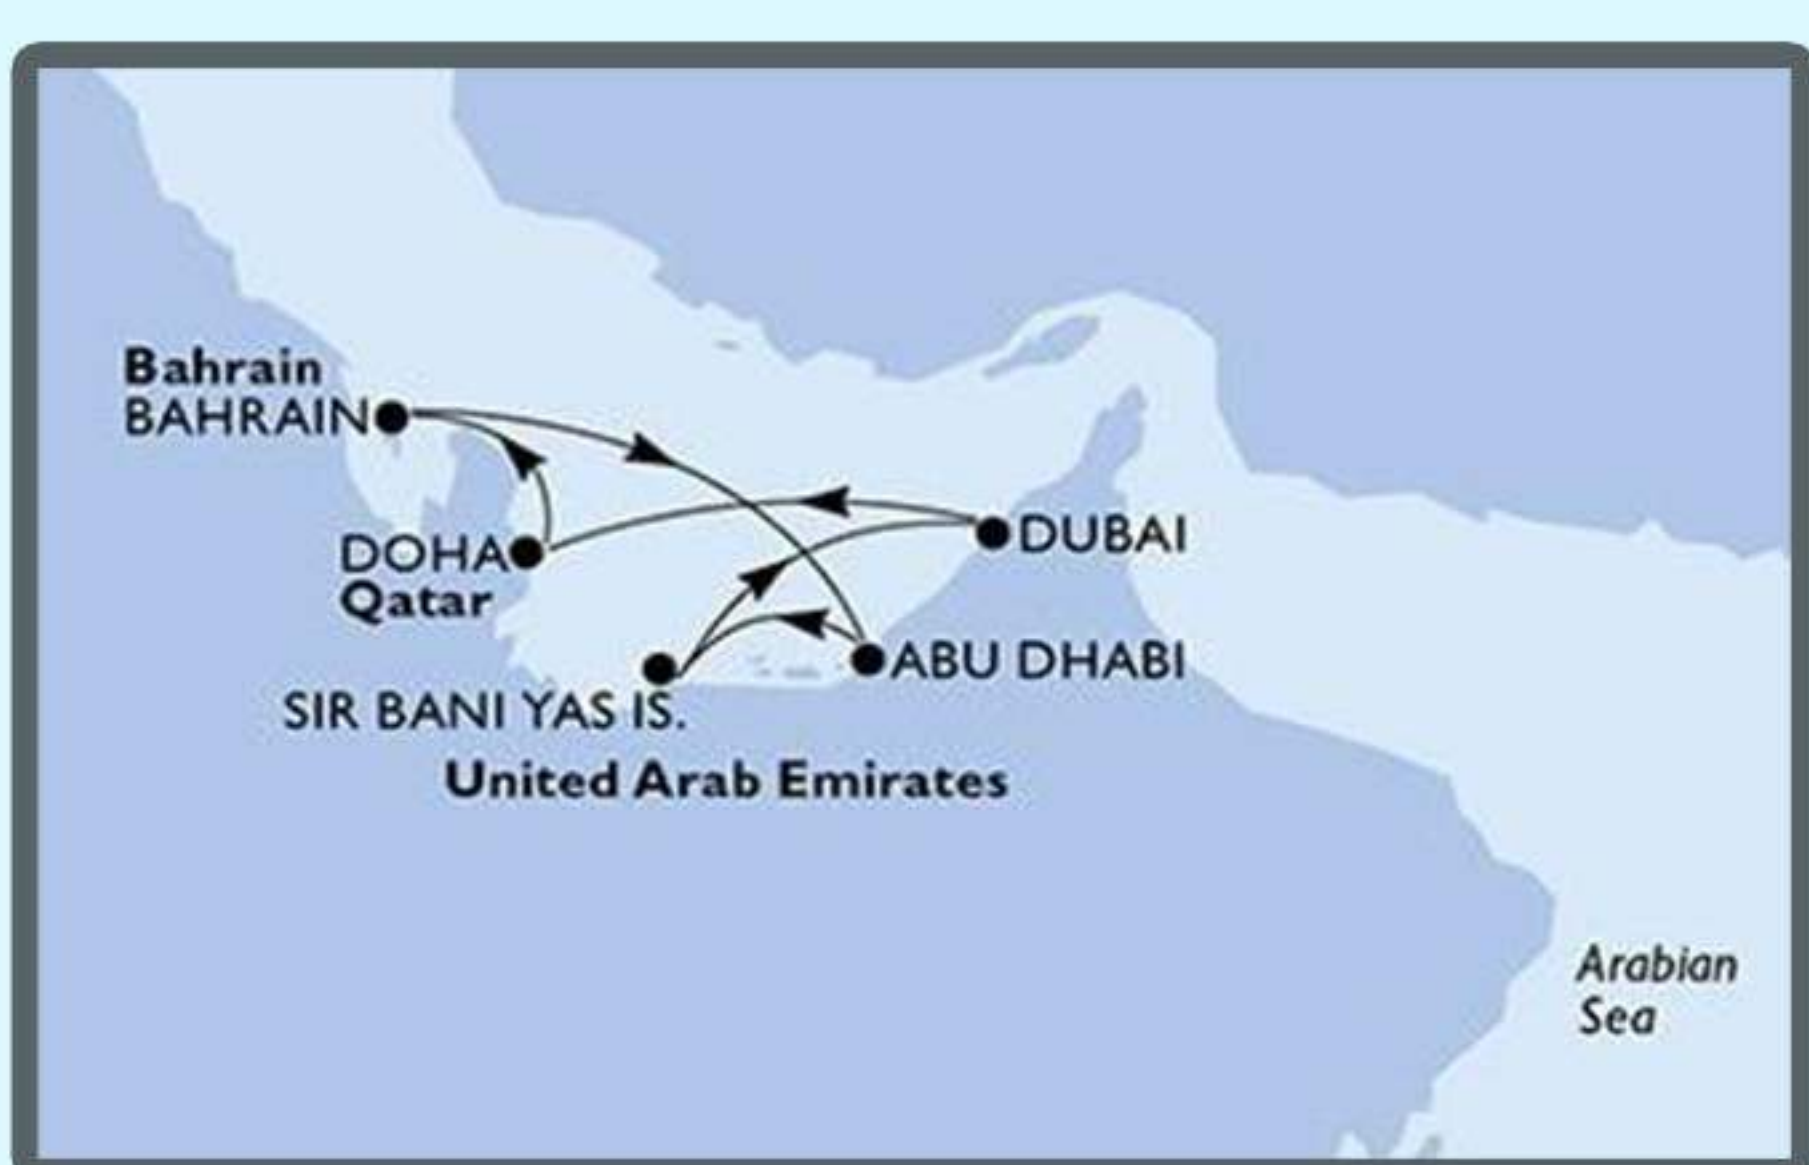 Bahrain
BAHRAIN
DOHA
Qatar
DUBAI
ABU DHABI
SIR BANI YAS IS.
United Arab Emirates
Arabian
Sea